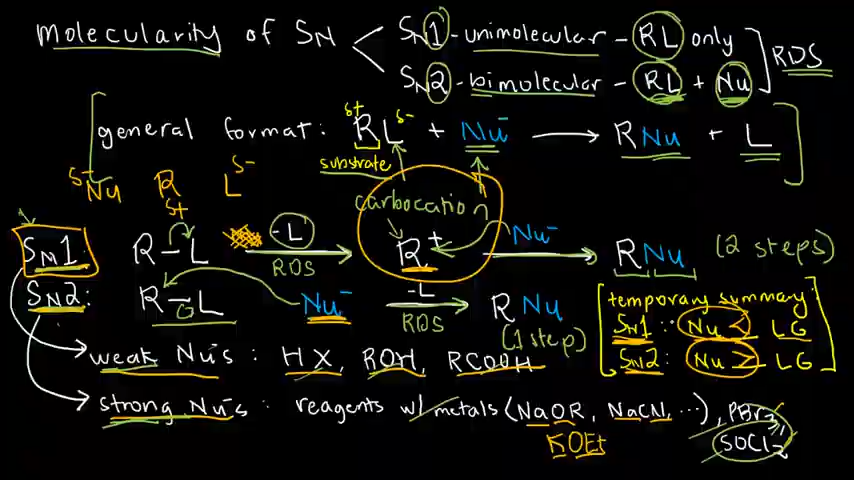 molecularity of SN
SN1 - unimolecular - RL only
SN2 - bimolecular - RL + Nu
RDS
general format: RL + Nu⁻ → RNu + L
δ+ δ-
substrate
δ- Nu R δ+ L δ-
carbocation
SN1 R-L -L RDS R⁺ Nu⁻ RNu (2 steps)
SN2: R-L Nu⁻ -L RDS R Nu
(1 step)
temporary summary:
SN1: Nu < LG
SN2: Nu > LG
weak Nu⁻s: HX, ROH, RCOOH
strong Nu⁻s: reagents w/ metals (NaOR, NaCN, ...), PBr3,
KOEt SOCl2